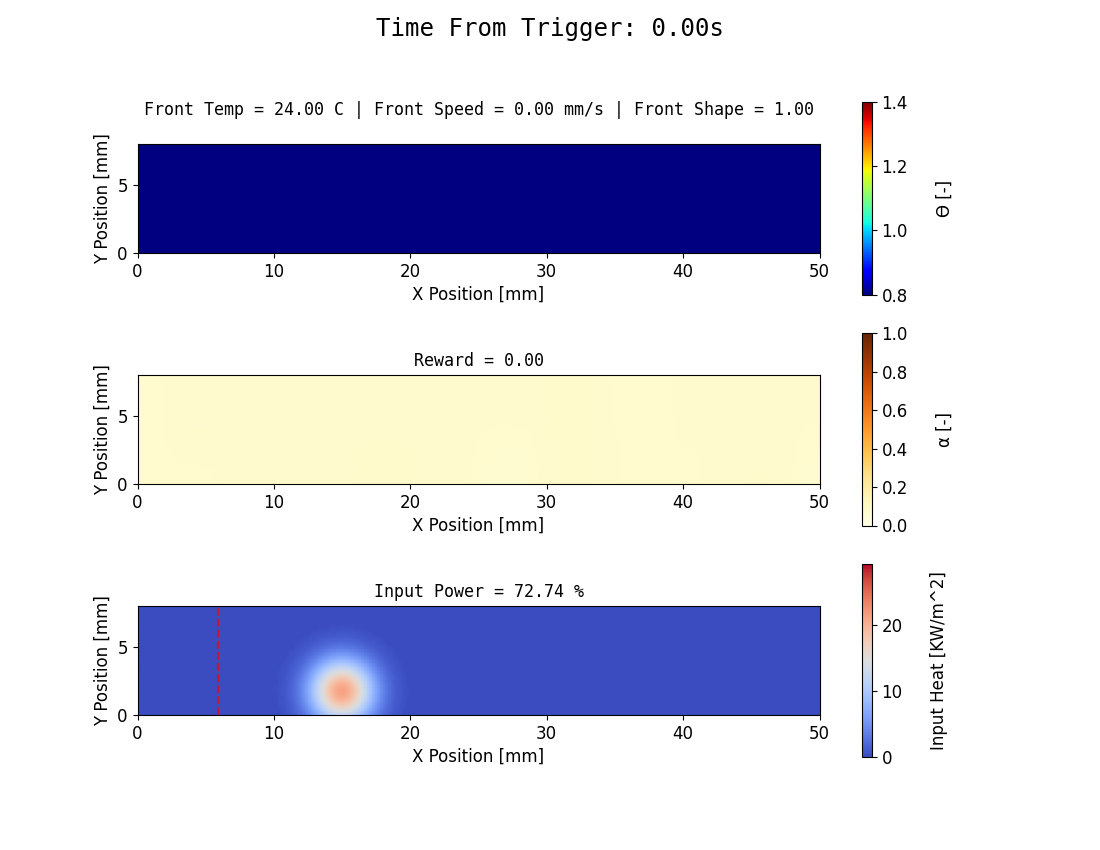 Time From Trigger: 0.00s
Front Temp = 24.00 C | Front Speed = 0.00 mm/s | Front Shape = 1.00
Y Position [mm]
5
0
0 10 20 30 40 50
X Position [mm]
1.4
1.2
1.0
0.8
Θ [-]
Reward = 0.00
Y Position [mm]
5
0
0 10 20 30 40 50
X Position [mm]
1.0
0.8
0.6
0.4
0.2
0.0
α [-]
Input Power = 72.74 %
Y Position [mm]
5
0
0 10 20 30 40 50
X Position [mm]
20
10
0
Input Heat [KW/m^2]